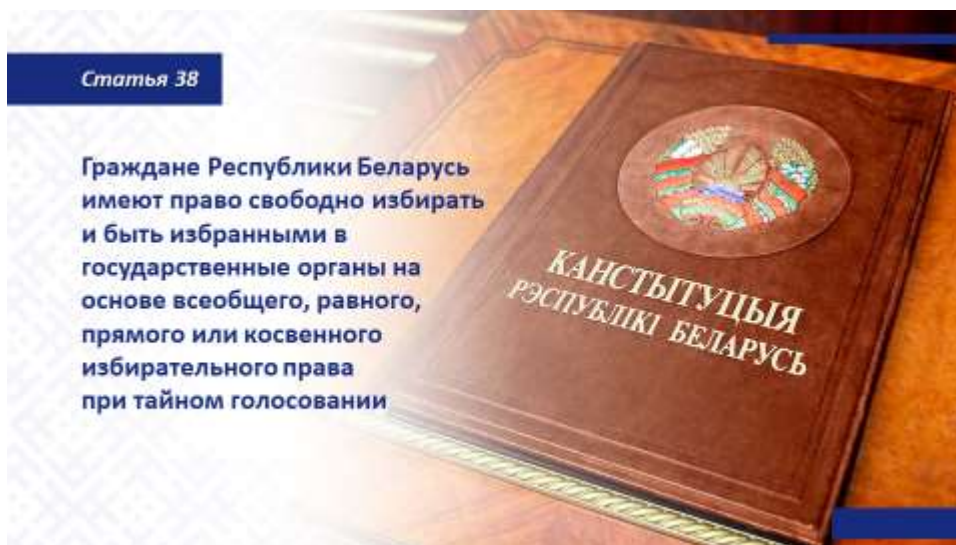 Статья 38
Граждане Республики Беларусь
имеют право свободно избирать
и быть избранными в
государственные органы на
основе всеобщего, равного,
прямого или косвенного
избирательного права
при тайном голосовании
КАНСТЫТУЦЫЯ
РЭСПУБЛІКІ БЕЛАРУСЬ